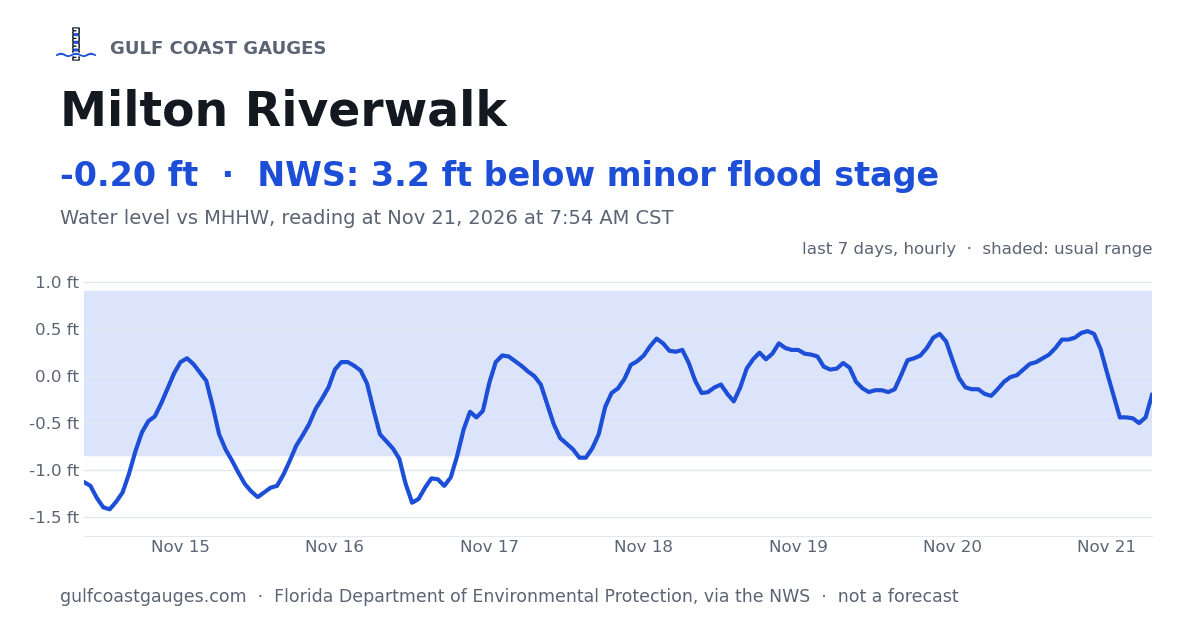 GULF COAST GAUGES
Milton Riverwalk
-0.20 ft · NWS: 3.2 ft below minor flood stage
Water level vs MHHW, reading at Nov 21, 2026 at 7:54 AM CST
last 7 days, hourly · shaded: usual range
1.0 ft
0.5 ft
0.0 ft
-0.5 ft
-1.0 ft
-1.5 ft
Nov 15 Nov 16 Nov 17 Nov 18 Nov 19 Nov 20 Nov 21
gulfcoastgauges.com · Florida Department of Environmental Protection, via the NWS · not a forecast